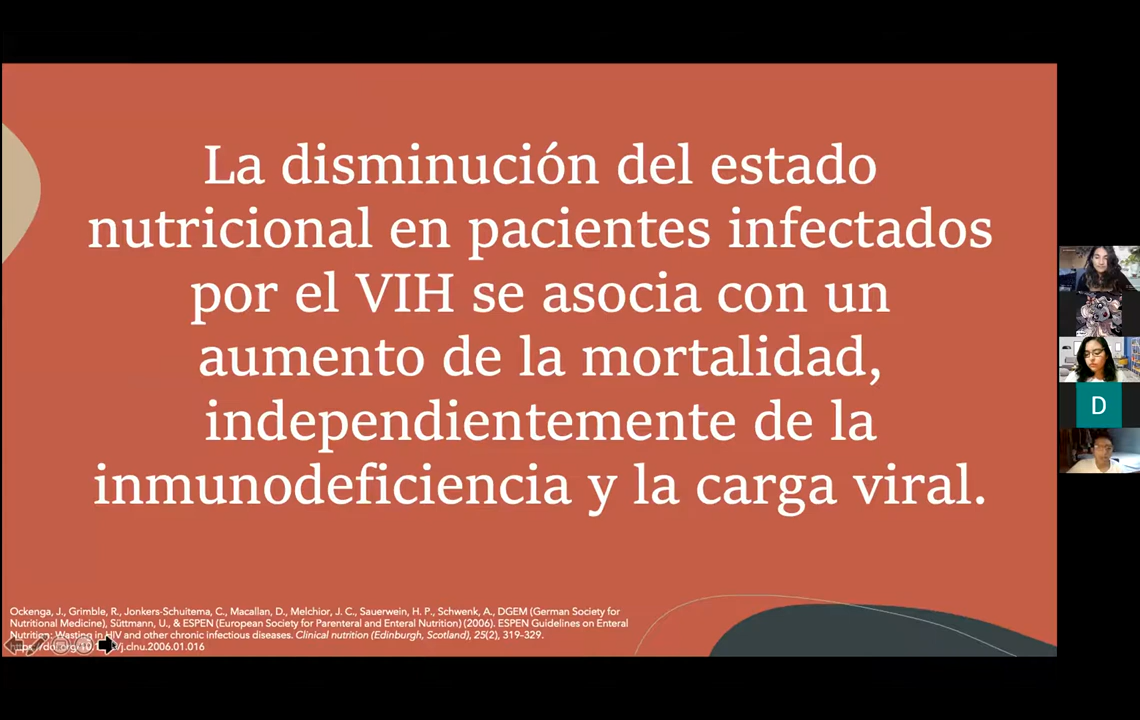 La disminución del estado
nutricional en pacientes infectados
por el VIH se asocia con un
aumento de la mortalidad,
independientemente de la
inmunodeficiencia y la carga viral.
Ockenga, J., Grimble, R., Jonkers-Schuitema, C., Macallan, D., Melchior, J. C., Sauerwein, H. P., Schwenk, A., DGEM (German Society for
Nutritional Medicine), Süttmann, U., & ESPEN (European Society for Parenteral and Enteral Nutrition) (2006). ESPEN Guidelines on Enteral
Nutrition: Wasting in HIV and other chronic infectious diseases. Clinical nutrition (Edinburgh, Scotland), 25(2), 319–329.
j.clnu.2006.01.016
D